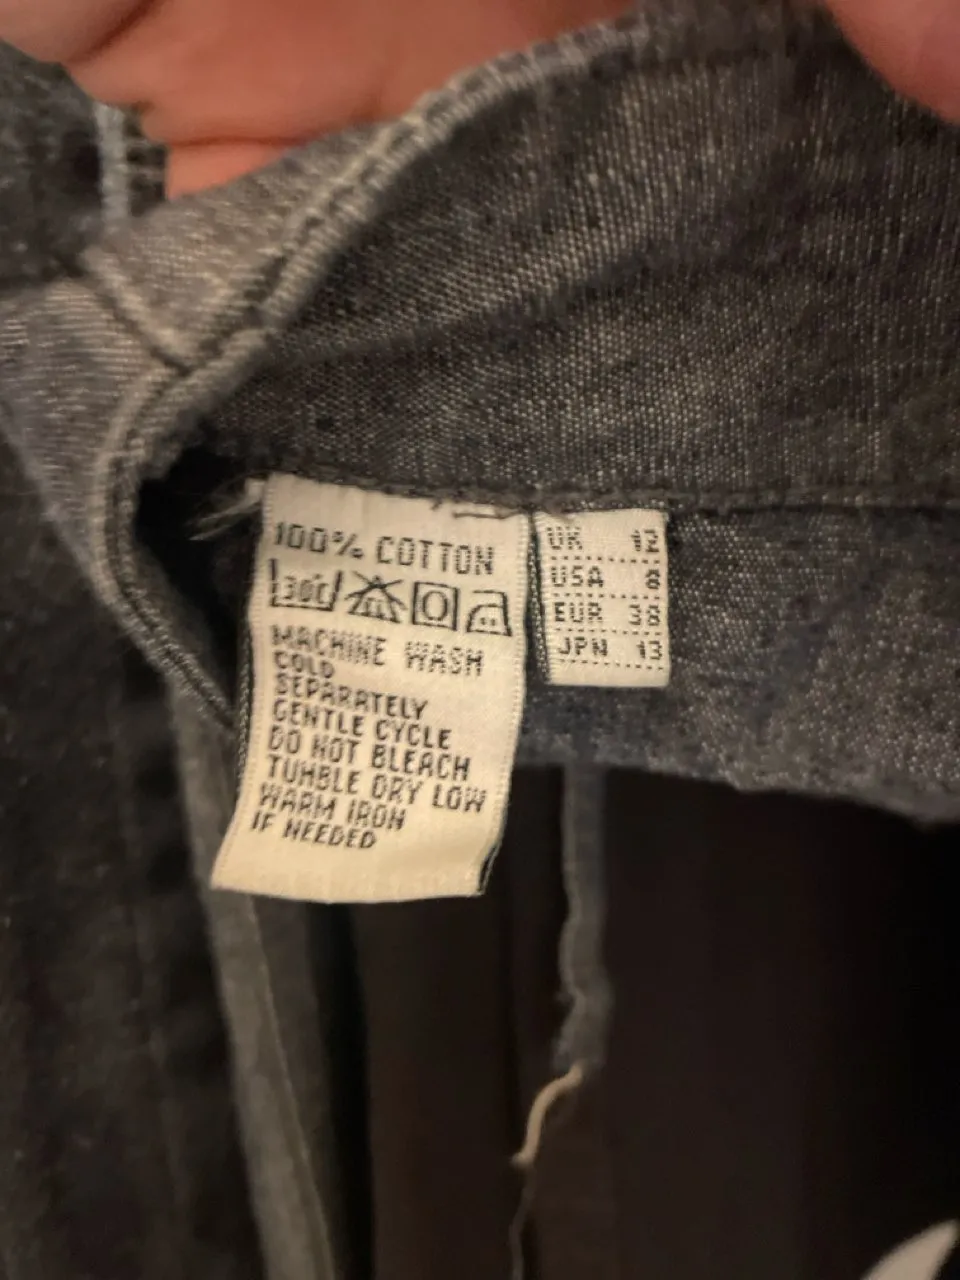 100% COTTON
30°C
MACHINE WASH
COLD
SEPARATELY
GENTLE CYCLE
DO NOT BLEACH
TUMBLE DRY LOW
WARM IRON
IF NEEDED
UK 12
USA 8
EUR 38
JPN 13